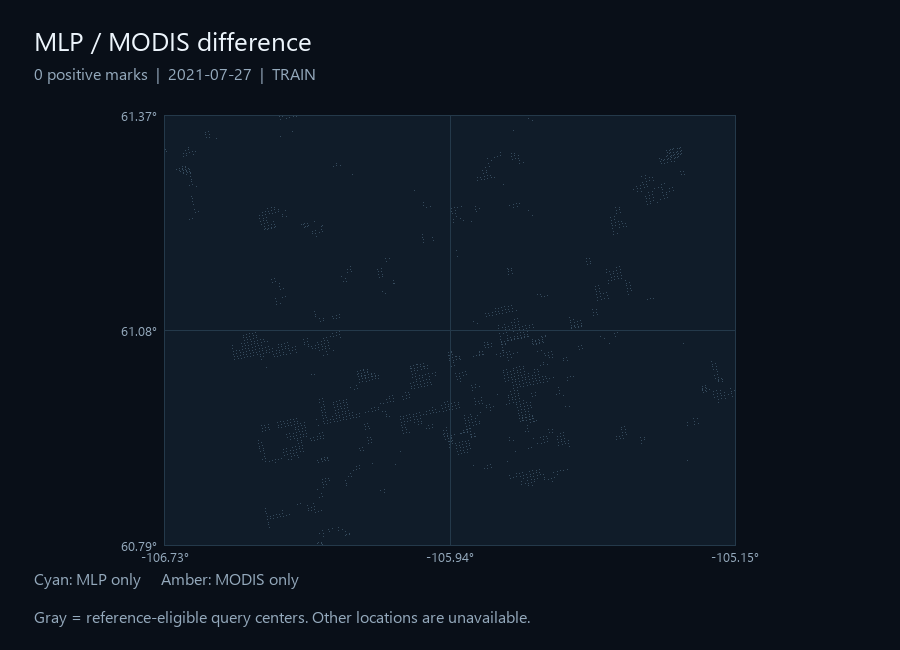 MLP / MODIS difference
0 positive marks | 2021-07-27 | TRAIN
61.37°
61.08°
60.79°
-106.73° -105.94° -105.15°
Cyan: MLP only Amber: MODIS only
Gray = reference-eligible query centers. Other locations are unavailable.